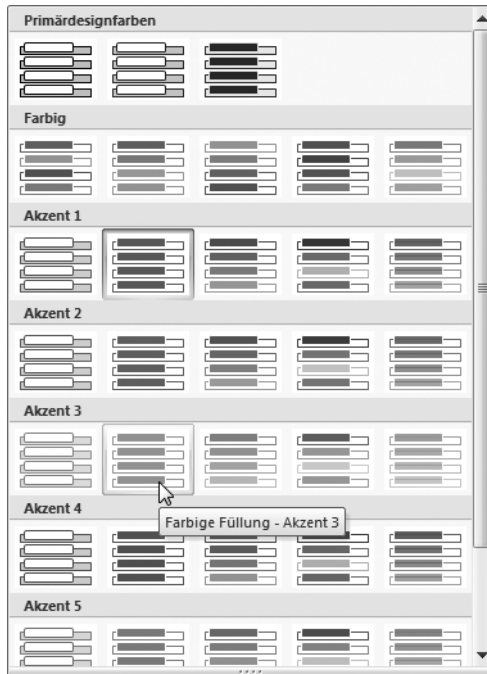 Primärdesignfarben
Farbig
Akzent 1
Akzent 2
Akzent 3
Farbige Füllung - Akzent 3
Akzent 4
Akzent 5